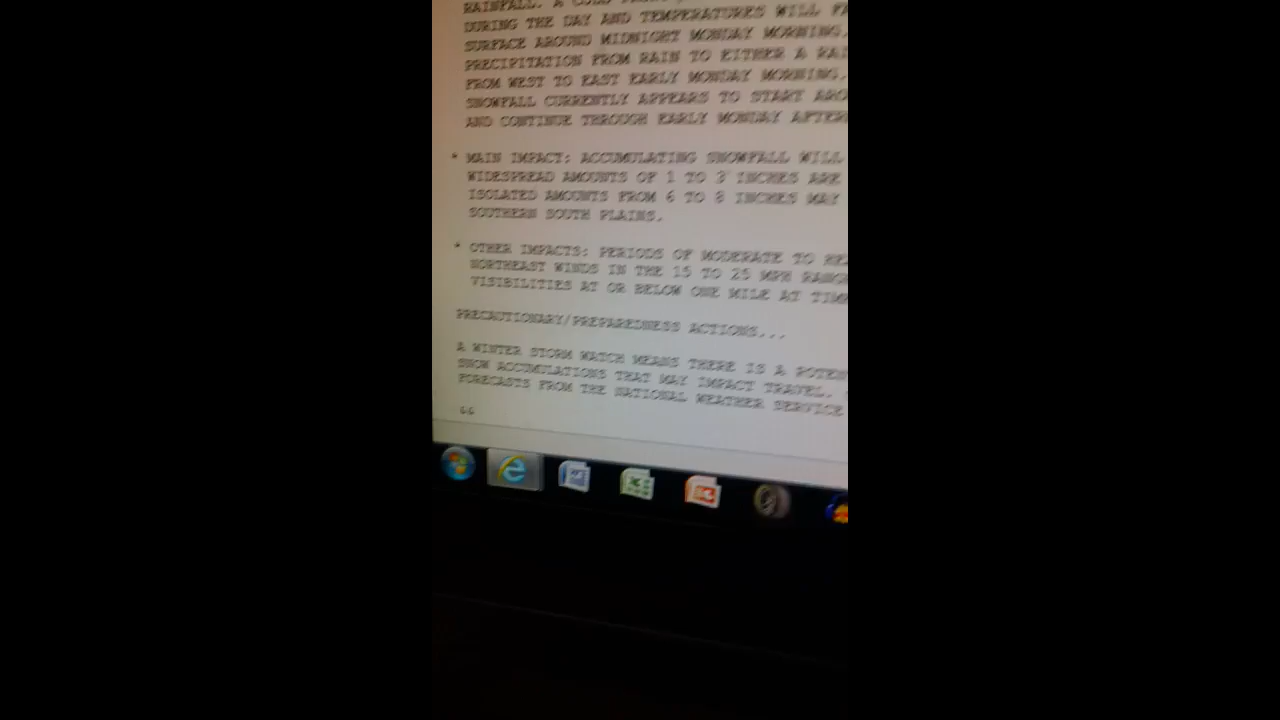 RAINFALL. A COLD
DURING THE DAY AND TEMPERATURES WILL
SURFACE AROUND MIDNIGHT MONDAY MORNING,
PRECIPITATION FROM RAIN TO EITHER A
FROM WEST TO EAST EARLY MONDAY MORNING.
SNOWFALL CURRENTLY APPEARS TO START
AND CONTINUE THROUGH EARLY MONDAY
* MAIN IMPACT: ACCUMULATING SNOWFALL WILL
WIDESPREAD AMOUNTS OF 1 TO 3 INCHES ARE
ISOLATED AMOUNTS FROM 6 TO 8 INCHES MAY
SOUTHERN SOUTH PLAINS.
* OTHER IMPACTS: PERIODS OF MODERATE TO
NORTHEAST WINDS IN THE 15 TO 25 MPH
VISIBILITIES AT OR BELOW ONE MILE AT
PRECAUTIONARY/PREPAREDNESS ACTIONS...
A WINTER STORM WATCH MEANS THERE IS A
SNOW ACCUMULATIONS THAT MAY IMPACT TRAVEL.
FORECASTS FROM THE NATIONAL WEATHER SERVICE